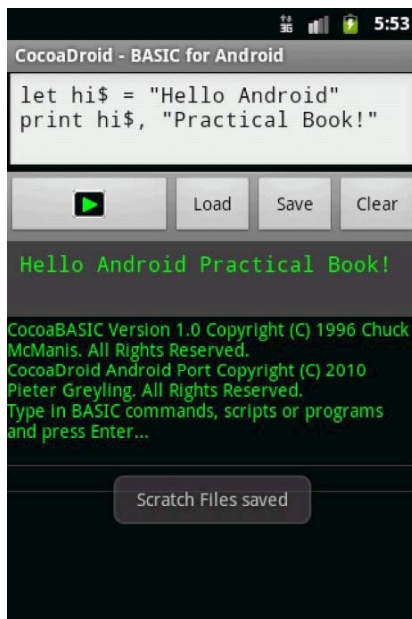 3G 5:53
CocoaDroid - BASIC for Android
let hi$ = "Hello Android"
print hi$, "Practical Book!"
Load Save Clear
Hello Android Practical Book!
CocoaBASIC Version 1.0 Copyright (C) 1996 Chuck
McManis. All Rights Reserved.
CocoaDroid Android Port Copyright (C) 2010
Pieter Greyling. All Rights Reserved.
Type in BASIC commands, scripts or programs
and press Enter...
Scratch Files saved